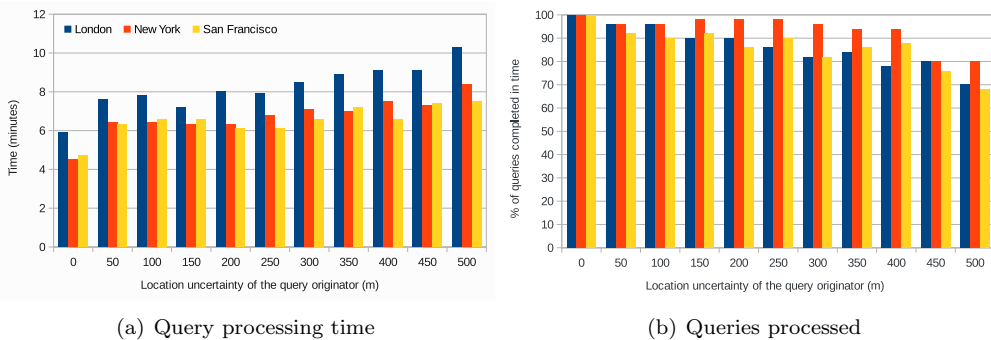 12
London New York San Francisco
10
8
6
4
2
0
0 50 100 150 200 250 300 350 400 450 500
Time (minutes)
Location uncertainty of the query originator (m)
(a) Query processing time
100
90
80
70
60
50
40
30
20
10
0
0 50 100 150 200 250 300 350 400 450 500
% of queries completed in time
Location uncertainty of the query originator (m)
(b) Queries processed